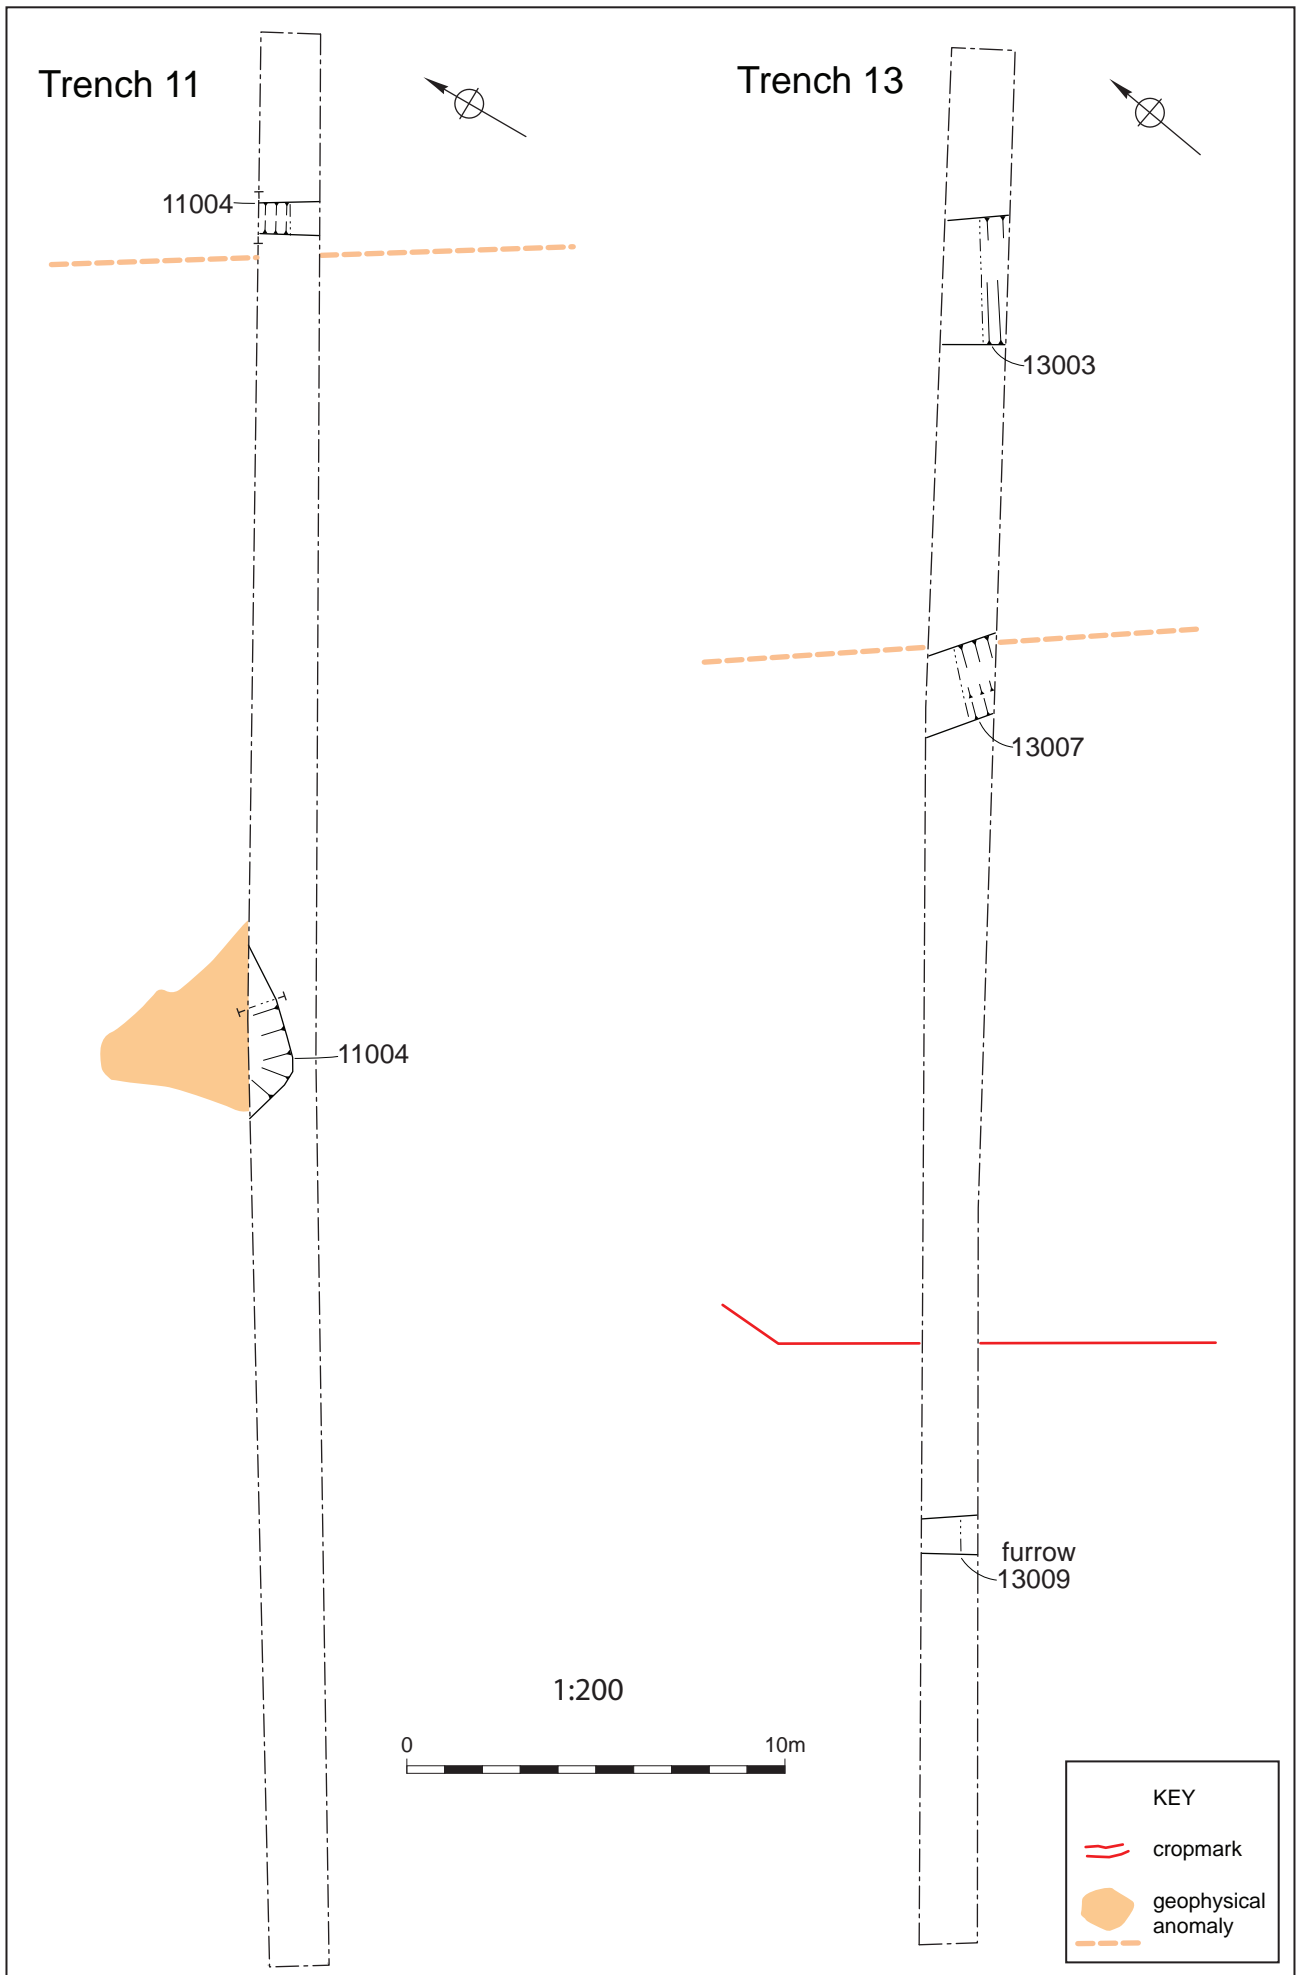 Trench 11
Trench 13
11004
13003
13007
11004
furrow
13009
1:200
0
10m
KEY
cropmark
geophysical
anomaly